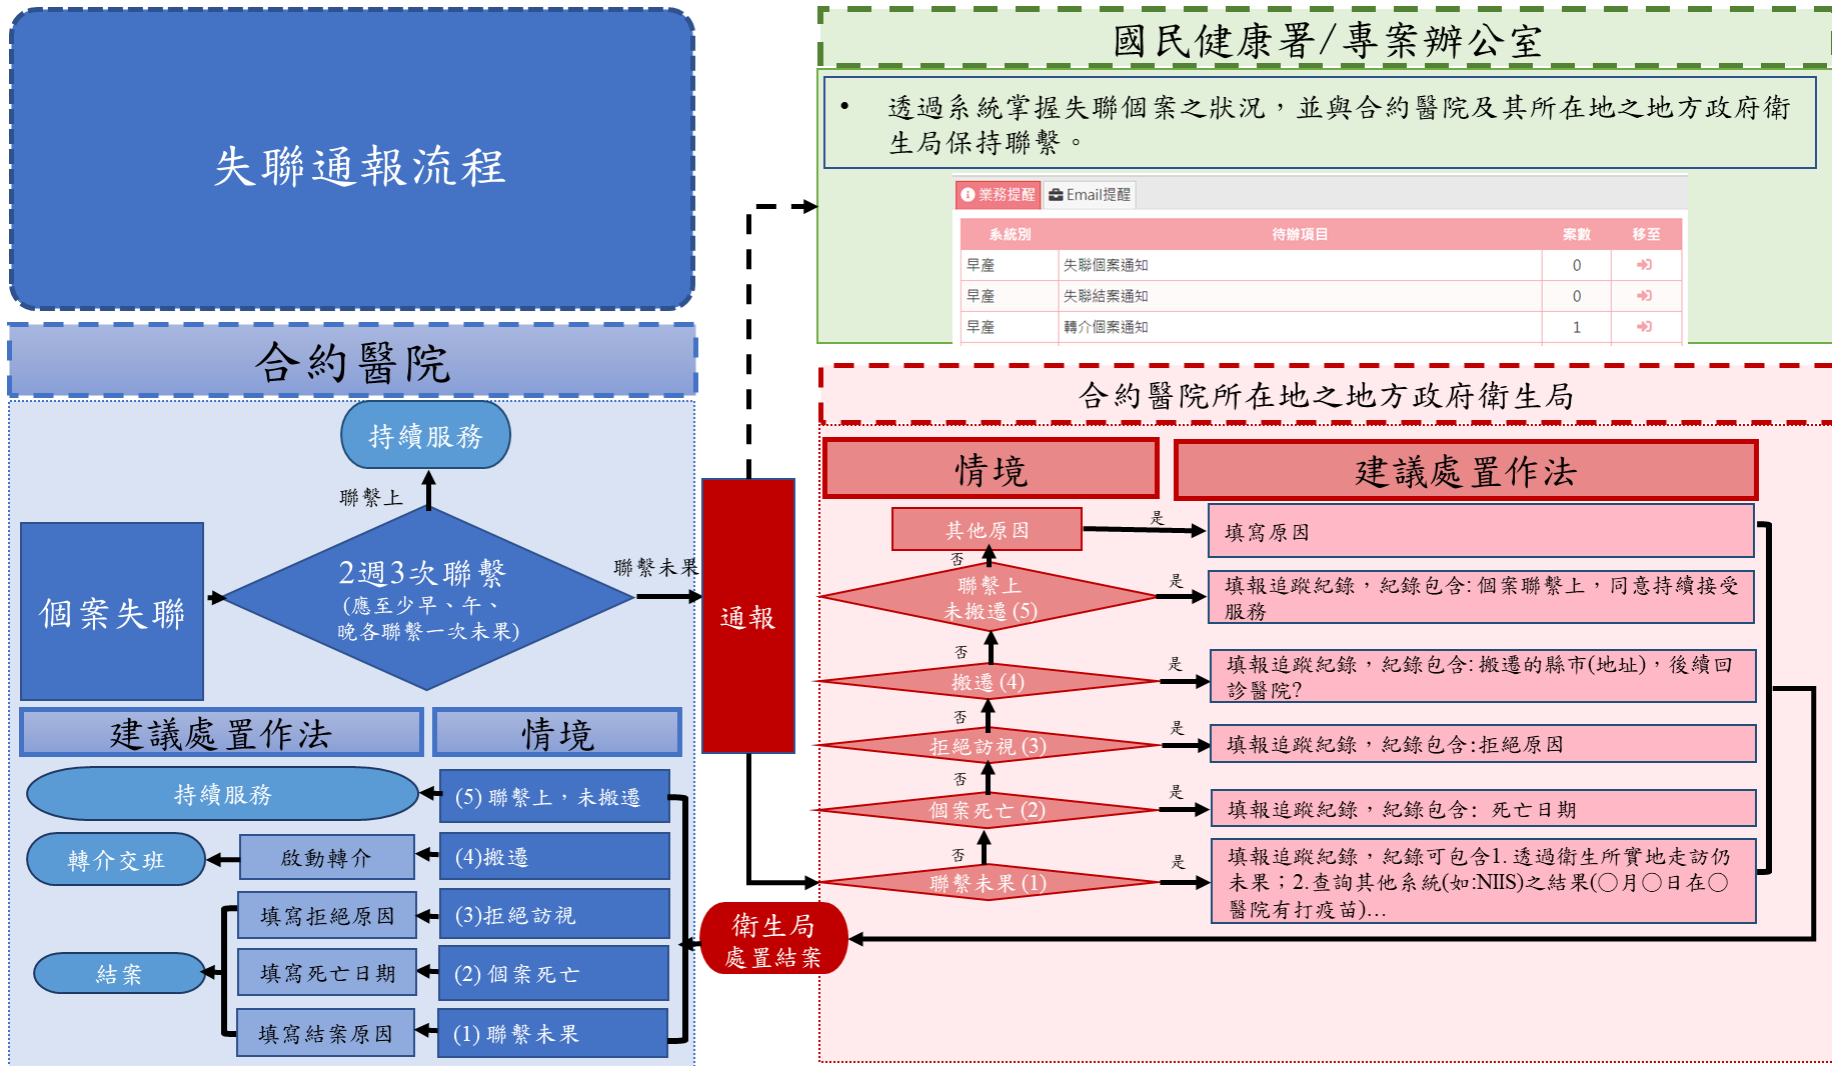 失聯通報流程
國民健康署/專案辦公室
• 透過系統掌握失聯個案之狀況，並與合約醫院及其所在地之地方政府衛
生局保持聯繫。
業務提醒 Email提醒
系統別 待辦項目 案數 移至
早產 失聯個案通知 0
早產 失聯結案通知 0
早產 轉介個案通知 1
合約醫院
持續服務
聯繫上
個案失聯
2週3次聯繫
(應至少早、午、
晚各聯繫一次未果)
聯繫未果
通報
建議處置作法 情境
持續服務 (5) 聯繫上，未搬遷
轉介交班 啟動轉介 (4)搬遷
填寫拒絕原因 (3)拒絕訪視
結案 填寫死亡日期 (2) 個案死亡
填寫結案原因 (1) 聯繫未果
衛生局
處置結案
合約醫院所在地之地方政府衛生局
情境 建議處置作法
其他原因 是 填寫原因
否
聯繫上
未搬遷 (5)
是
填報追蹤紀錄，紀錄包含: 個案聯繫上，同意持續接受
服務
否
搬遷 (4)
是
填報追蹤紀錄，紀錄包含: 搬遷的縣市(地址)，後續回
診醫院?
否
拒絕訪視 (3) 是 填報追蹤紀錄，紀錄包含:拒絕原因
否
個案死亡 (2) 是 填報追蹤紀錄，紀錄包含: 死亡日期
否
聯繫未果 (1)
是
填報追蹤紀錄，紀錄可包含1. 透過衛生所實地走訪仍
未果；2.查詢其他系統(如:NIIS)之結果(〇月〇日在〇
醫院有打疫苗)…